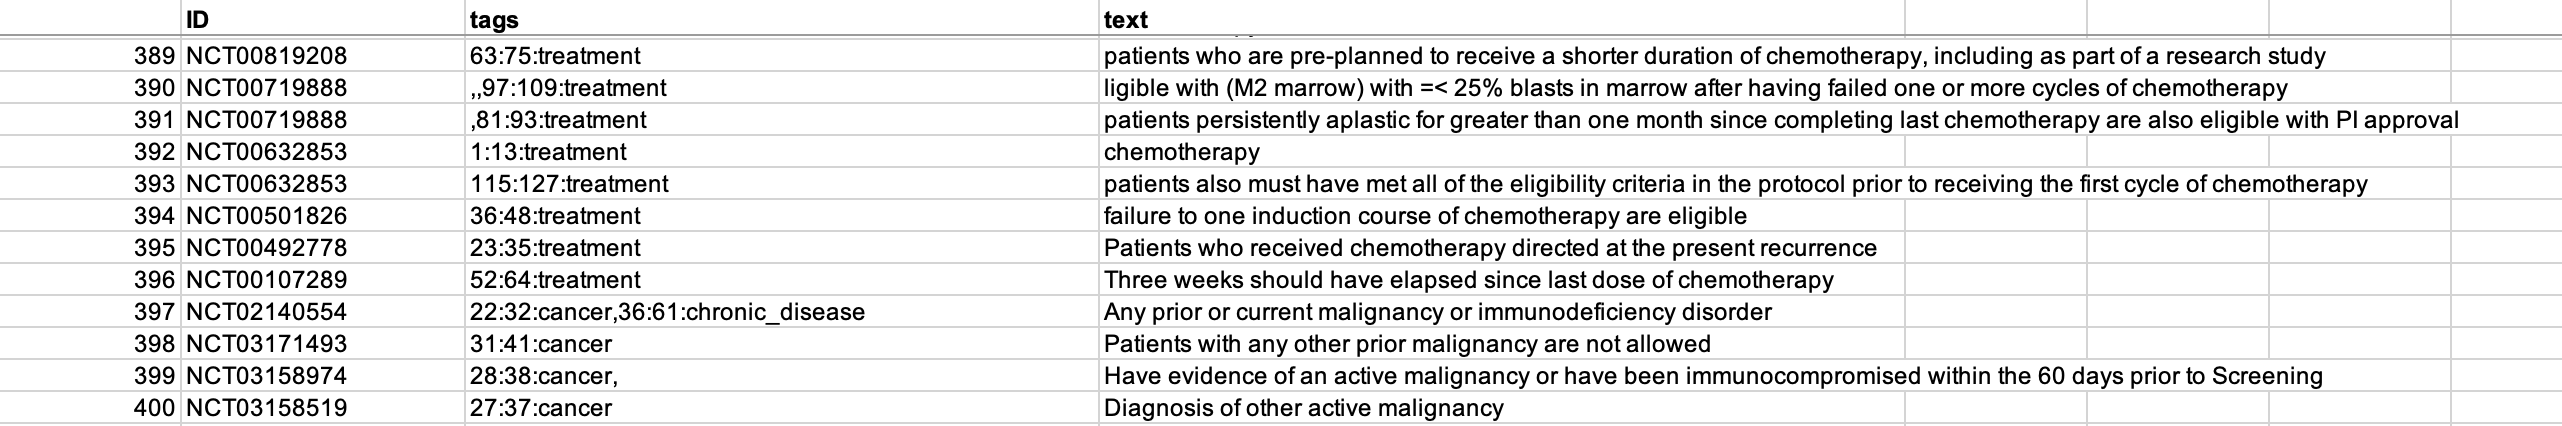 ID tags text
389 NCT00819208 63:75:treatment patients who are pre-planned to receive a shorter duration of chemotherapy, including as part of a research study
390 NCT00719888 ,,97:109:treatment ligible with (M2 marrow) with =< 25% blasts in marrow after having failed one or more cycles of chemotherapy
391 NCT00719888 ,81:93:treatment patients persistently aplastic for greater than one month since completing last chemotherapy are also eligible with PI approval
392 NCT00632853 1:13:treatment chemotherapy
393 NCT00632853 115:127:treatment patients also must have met all of the eligibility criteria in the protocol prior to receiving the first cycle of chemotherapy
394 NCT00501826 36:48:treatment failure to one induction course of chemotherapy are eligible
395 NCT00492778 23:35:treatment Patients who received chemotherapy directed at the present recurrence
396 NCT00107289 52:64:treatment Three weeks should have elapsed since last dose of chemotherapy
397 NCT02140554 22:32:cancer,36:61:chronic_disease Any prior or current malignancy or immunodeficiency disorder
398 NCT03171493 31:41:cancer Patients with any other prior malignancy are not allowed
399 NCT03158974 28:38:cancer, Have evidence of an active malignancy or have been immunocompromised within the 60 days prior to Screening
400 NCT03158519 27:37:cancer Diagnosis of other active malignancy